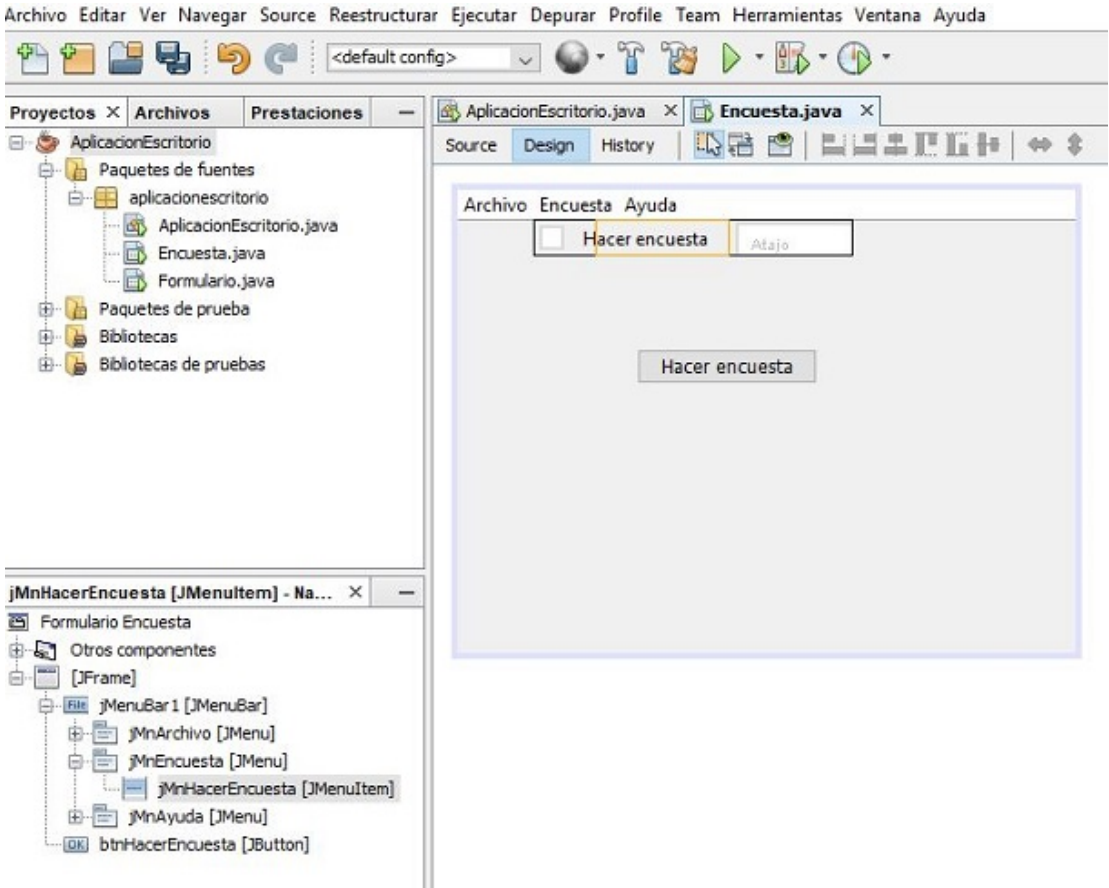 Archivo Editar Ver Navegar Source Reestructurar Ejecutar Depurar Profile Team Herramientas Ventana Ayuda
<default config>
Proyectos Archivos Prestaciones
AplicacionEscritorio
Paquetes de fuentes
aplicacionescritorio
AplicacionEscritorio.java
Encuesta.java
Formulario.java
Paquetes de prueba
Bibliotecas
Bibliotecas de pruebas
jMnHacerEncuesta [JMenuItem] - Na...
Formulario Encuesta
Otros componentes
[JFrame]
File jMenuBar1 [JMenuBar]
jMnArchivo [JMenu]
jMnEncuesta [JMenu]
jMnHacerEncuesta [JMenuItem]
jMnAyuda [JMenu]
OK btnHacerEncuesta [JButton]
AplicacionEscritorio.java Encuesta.java
Source Design History
Archivo Encuesta Ayuda
Hacer encuesta Atajo
Hacer encuesta